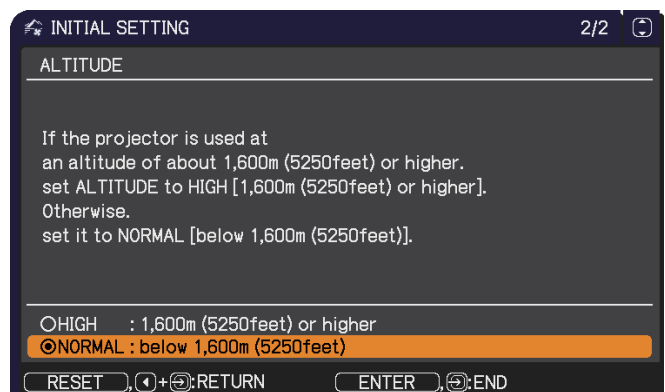 INITIAL SETTING 2/2
ALTITUDE
If the projector is used at
an altitude of about 1,600m (5250feet) or higher.
set ALTITUDE to HIGH [1,600m (5250feet) or higher].
Otherwise.
set it to NORMAL [below 1,600m (5250feet)].
HIGH : 1,600m (5250feet) or higher
NORMAL : below 1,600m (5250feet)
RESET , + :RETURN ENTER , :END